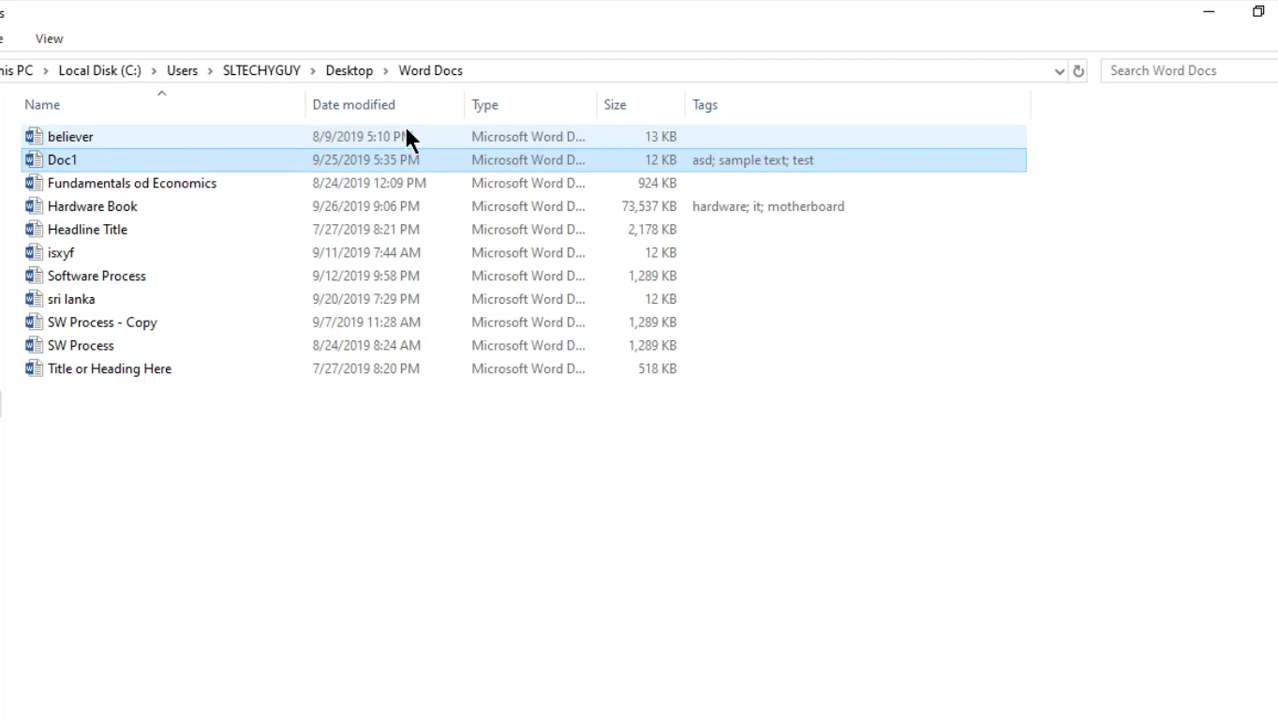 s
e View
his PC > Local Disk (C:) > Users > SLTECHYGUY > Desktop > Word Docs Search Word Docs
Name Date modified Type Size Tags
believer 8/9/2019 5:10 PM Microsoft Word D... 13 KB
Doc1 9/25/2019 5:35 PM Microsoft Word D... 12 KB asd; sample text; test
Fundamentals od Economics 8/24/2019 12:09 PM Microsoft Word D... 924 KB
Hardware Book 9/26/2019 9:06 PM Microsoft Word D... 73,537 KB hardware; it; motherboard
Headline Title 7/27/2019 8:21 PM Microsoft Word D... 2,178 KB
isxyf 9/11/2019 7:44 AM Microsoft Word D... 12 KB
Software Process 9/12/2019 9:58 PM Microsoft Word D... 1,289 KB
sri lanka 9/20/2019 7:29 PM Microsoft Word D... 12 KB
SW Process - Copy 9/7/2019 11:28 AM Microsoft Word D... 1,289 KB
SW Process 8/24/2019 8:24 AM Microsoft Word D... 1,289 KB
Title or Heading Here 7/27/2019 8:20 PM Microsoft Word D... 518 KB